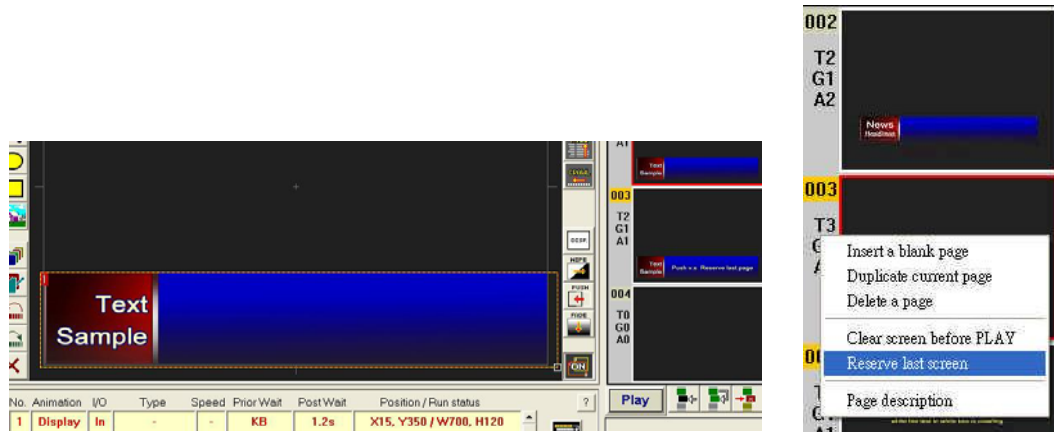 Text
Sample
DISP.
WIPE
PUSH
FADE
ON
No. Animation I/O Type Speed Prior Wait Post Wait Position / Run status ?
1 Display In - - KB 1.2s X15, Y350 / W700, H120
A1
Text
Sample
003
T2
G1
A1
Text
Sample
Push v.s Reserve last page
004
T0
G0
A0
Play
002
T2
G1
A2
News
Headlines
003
T3
Insert a blank page
Duplicate current page
Delete a page
Clear screen before PLAY
Reserve last screen
Page description